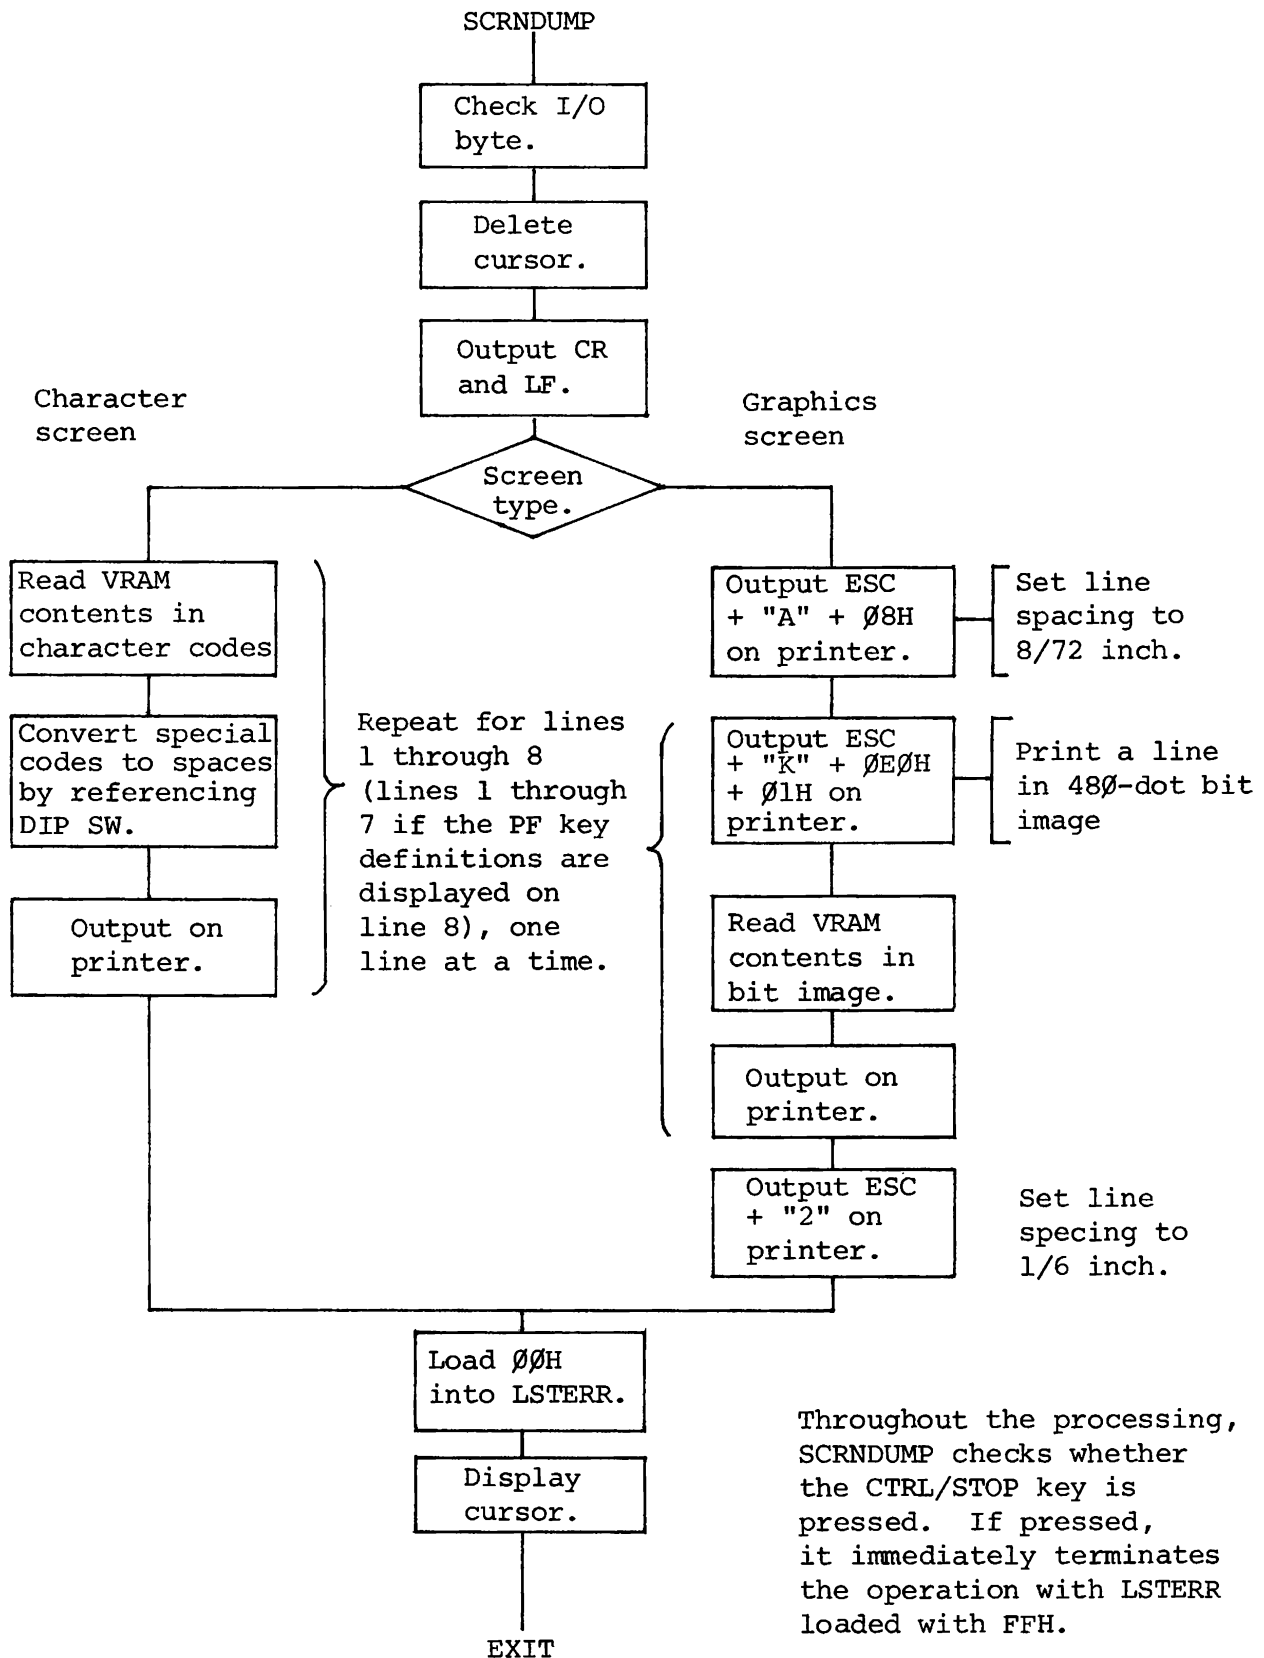 SCRNDUMP
Check I/O
byte.
Delete
cursor.
Output CR
and LF.
Character
screen
Graphics
screen
Screen
type.
Read VRAM
contents in
character codes
Convert special
codes to spaces
by referencing
DIP SW.
Output on
printer.
Repeat for lines
1 through 8
(lines 1 through
7 if the PF key
definitions are
displayed on
line 8), one
line at a time.
Output ESC
+ "A" + Ø8H
on printer.
Set line
spacing to
8/72 inch.
Output ESC
+ "K" + ØEØH
+ Ø1H on
printer.
Print a line
in 48Ø-dot bit
image
Read VRAM
contents in
bit image.
Output on
printer.
Output ESC
+ "2" on
printer.
Set line
specing to
1/6 inch.
Load ØØH
into LSTERR.
Display
cursor.
EXIT
Throughout the processing,
SCRNDUMP checks whether
the CTRL/STOP key is
pressed.  If pressed,
it immediately terminates
the operation with LSTERR
loaded with FFH.